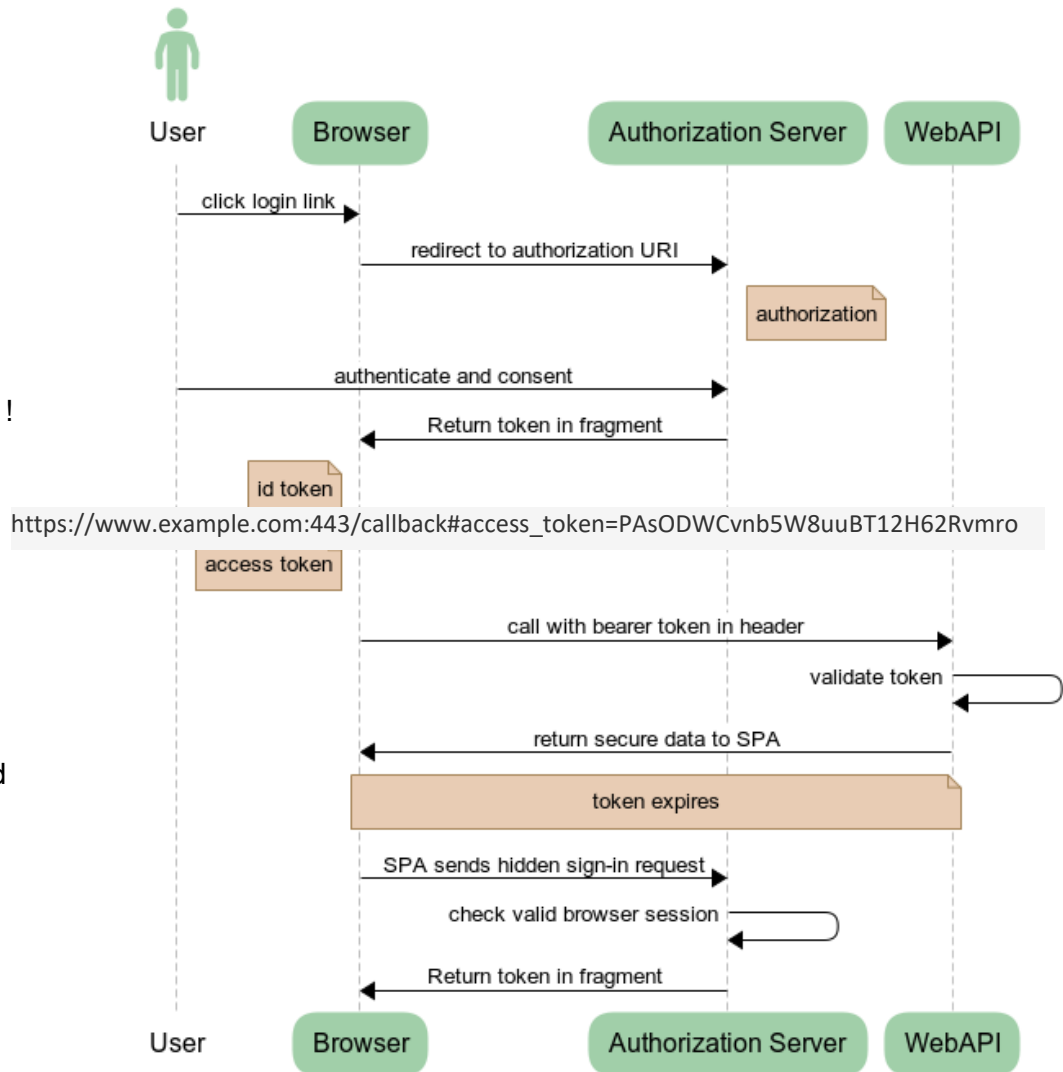 User
Browser
Authorization Server
WebAPI
click login link
redirect to authorization URI
authorization
authenticate and consent
!
Return token in fragment
id token
https://www.example.com:443/callback#access_token=PAsODWCvnb5W8uuBT12H62Rvmro
access token
call with bearer token in header
validate token
return secure data to SPA
d
token expires
SPA sends hidden sign-in request
check valid browser session
Return token in fragment
User
Browser
Authorization Server
WebAPI